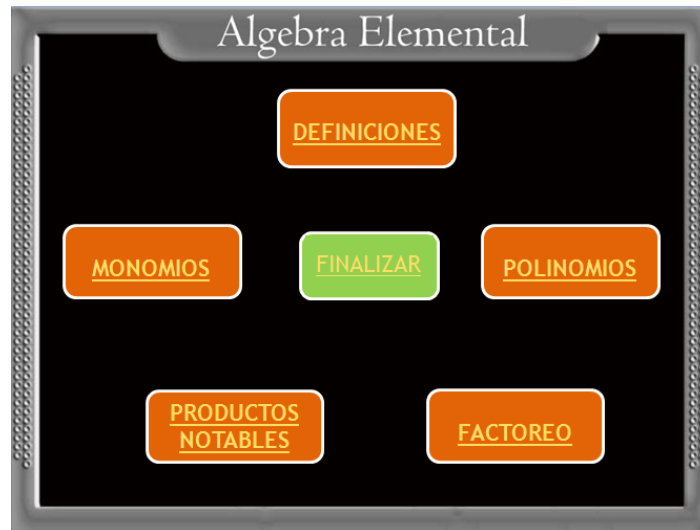 Algebra Elemental
DEFINICIONES
MONOMIOS
FINALIZAR
POLINOMIOS
PRODUCTOS
NOTABLES
FACTOREO